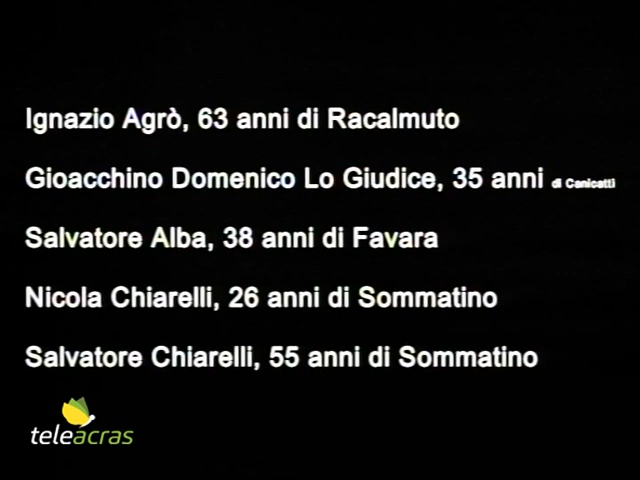 Ignazio Agrò, 63 anni di Racalmuto
Gioacchino Domenico Lo Giudice, 35 anni di Canicattì
Salvatore Alba, 38 anni di Favara
Nicola Chiarelli, 26 anni di Sommatino
Salvatore Chiarelli, 55 anni di Sommatino
teleacras